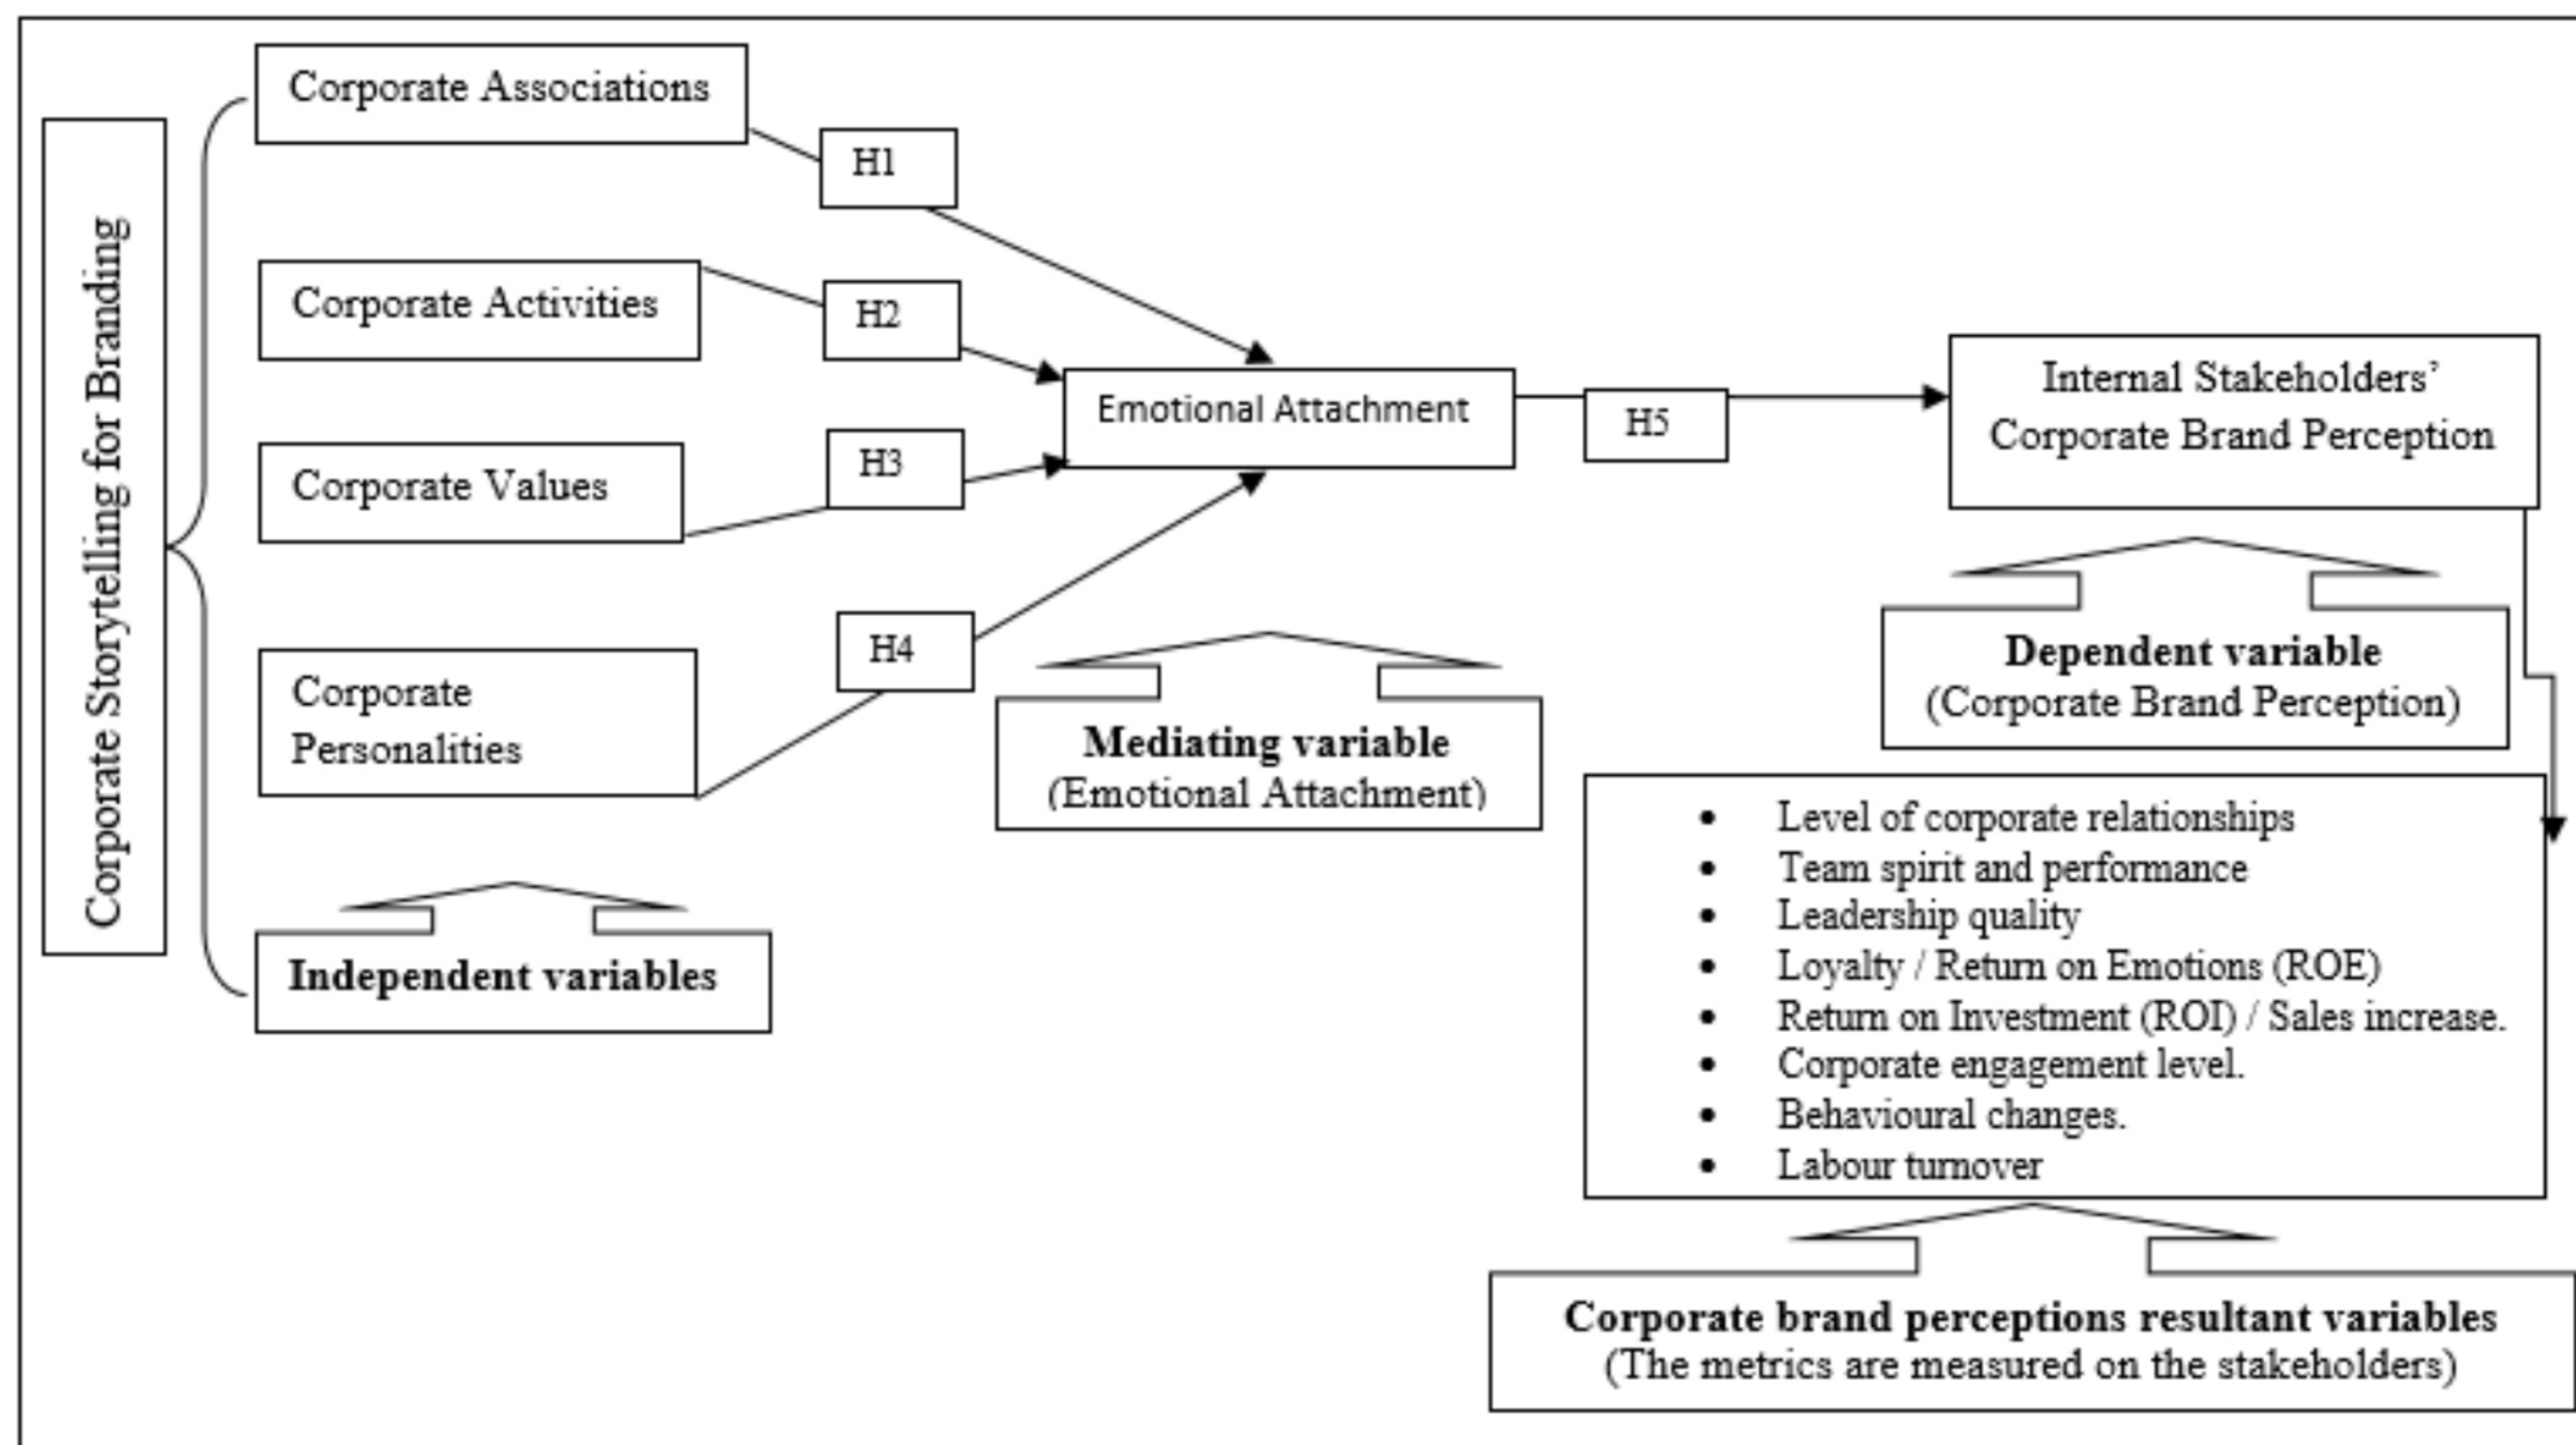 Corporate Storytelling for Branding
Corporate Associations
H1
Corporate Activities
H2
Corporate Values
H3
Corporate
Personalities
H4
Independent variables
Emotional Attachment
Mediating variable
(Emotional Attachment)
H5
Internal Stakeholders’
Corporate Brand Perception
Dependent variable
(Corporate Brand Perception)
• Level of corporate relationships
• Team spirit and performance
• Leadership quality
• Loyalty / Return on Emotions (ROE)
• Return on Investment (ROI) / Sales increase.
• Corporate engagement level.
• Behavioural changes.
• Labour turnover
Corporate brand perceptions resultant variables
(The metrics are measured on the stakeholders)